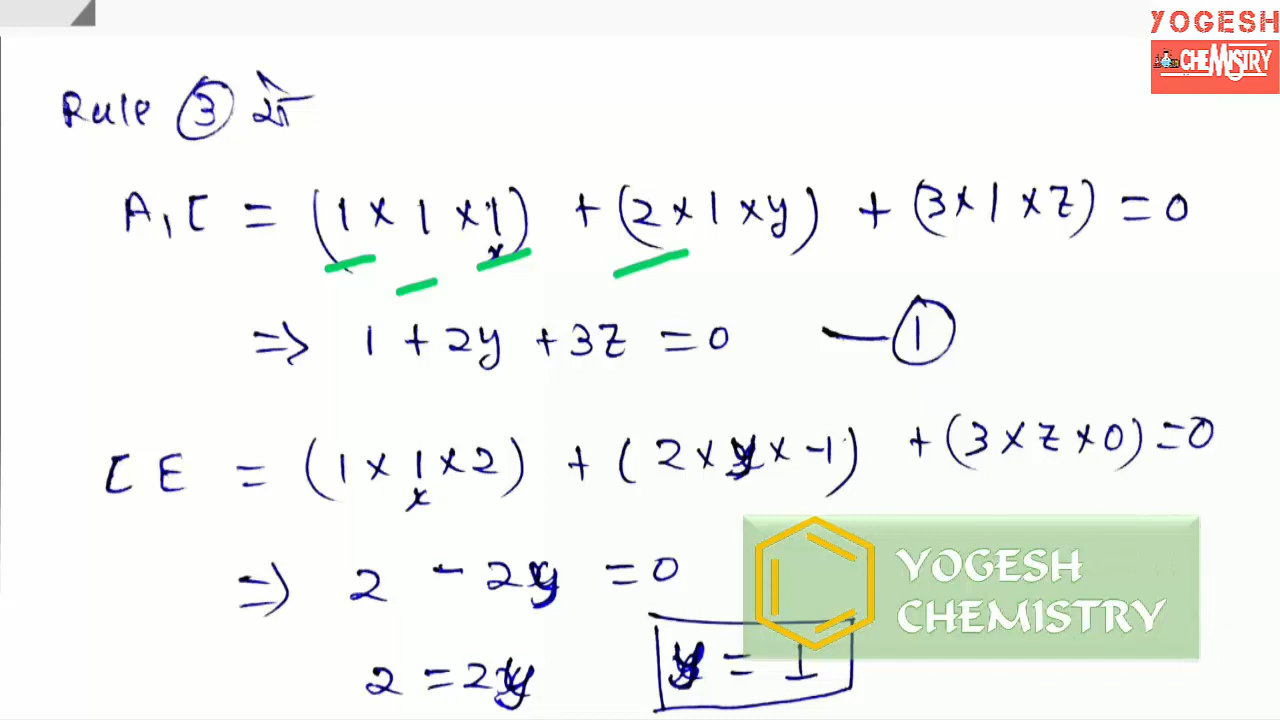 YOGESH
CHEMISTRY
Rule ③ से
A₁C = (1 × 1 × 1) + (2 × 1 × y) + (3 × 1 × z) = 0
x
=> 1 + 2y + 3z = 0 — ①
C E = (1 × 1 × 2) + (2 × y × -1) + (3 × z × 0) = 0
x
=> 2 - 2y = 0
YOGESH
CHEMISTRY
2 = 2y
y = 1